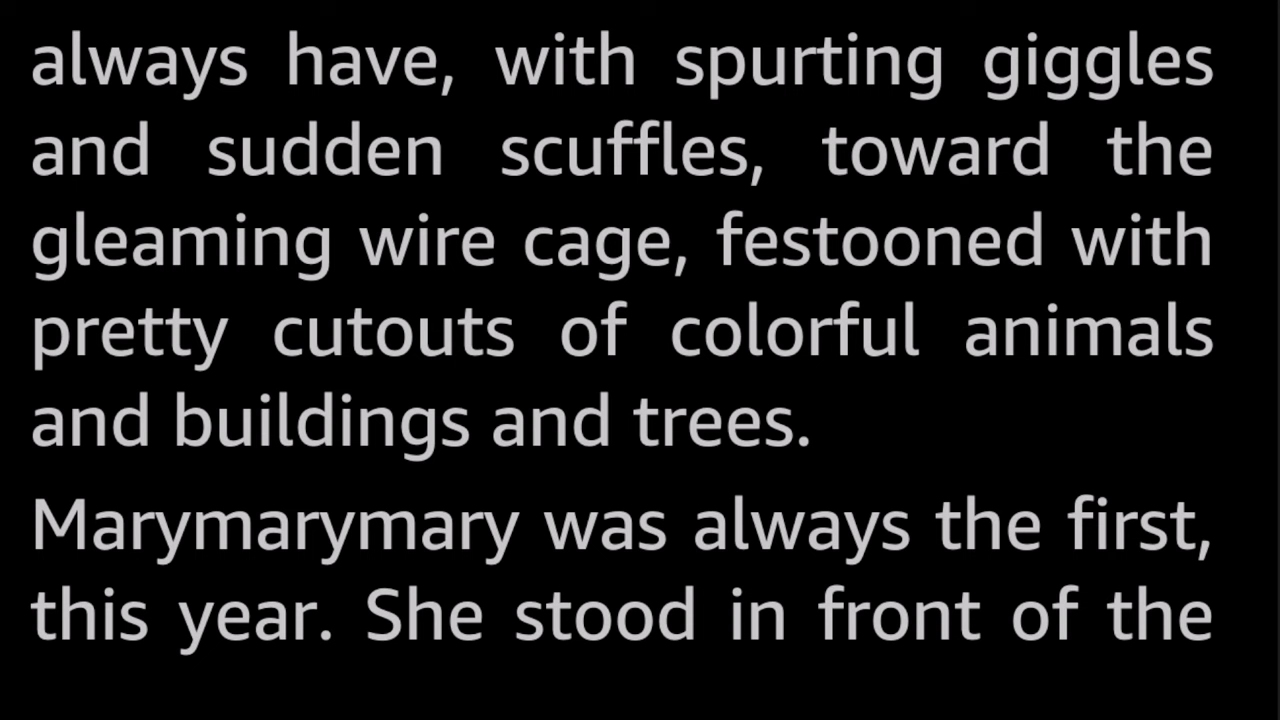 always have, with spurting giggles
and sudden scuffles, toward the
gleaming wire cage, festooned with
pretty cutouts of colorful animals
and buildings and trees.
Marymarymary was always the first,
this year. She stood in front of the